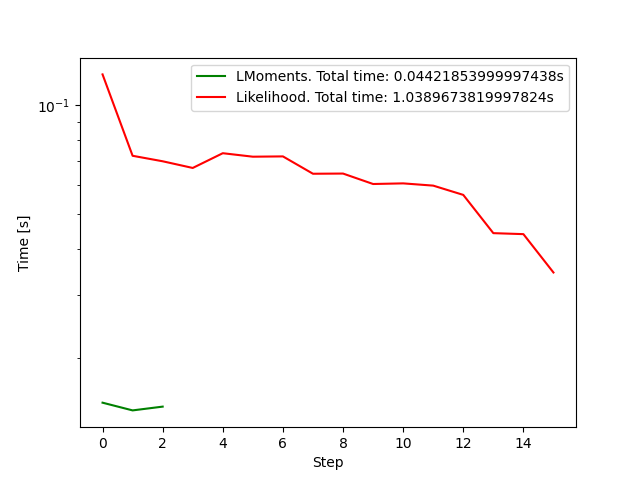 LMoments. Total time: 0.04421853999997438s
Likelihood. Total time: 1.0389673819997824s
10⁻¹
Time [s]
0 2 4 6 8 10 12 14
Step